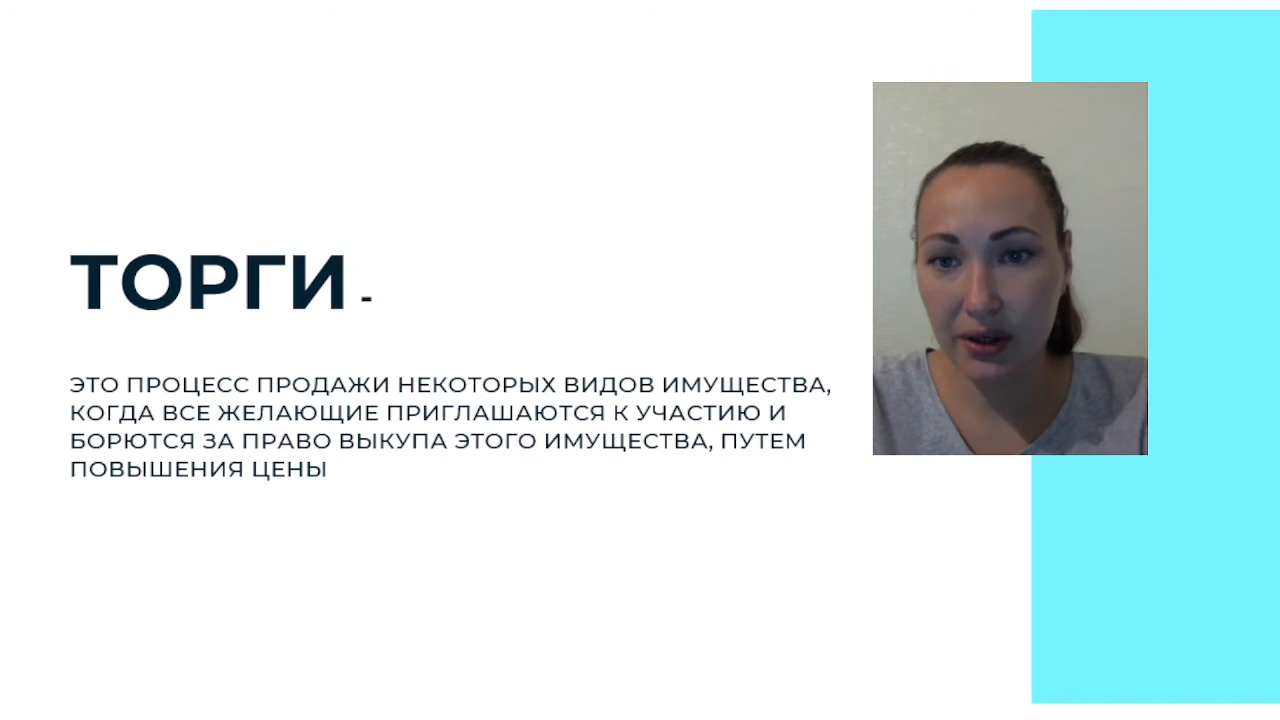 ТОРГИ -
ЭТО ПРОЦЕСС ПРОДАЖИ НЕКОТОРЫХ ВИДОВ ИМУЩЕСТВА,
КОГДА ВСЕ ЖЕЛАЮЩИЕ ПРИГЛАШАЮТСЯ К УЧАСТИЮ И
БОРЮТСЯ ЗА ПРАВО ВЫКУПА ЭТОГО ИМУЩЕСТВА, ПУТЕМ
ПОВЫШЕНИЯ ЦЕНЫ